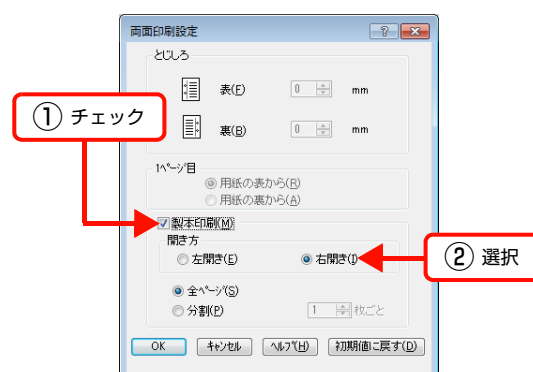 両面印刷設定
とじしろ
表(F) 0 mm
裏(B) 0 mm
① チェック
1ページ目
用紙の表から(R)
用紙の裏から(A)
製本印刷(M)
開き方
左開き(E) 右開き(I)
② 選択
全ページ(S)
分割(P) 1 枚ごと
OK キャンセル ヘルプ(H) 初期値に戻す(D)